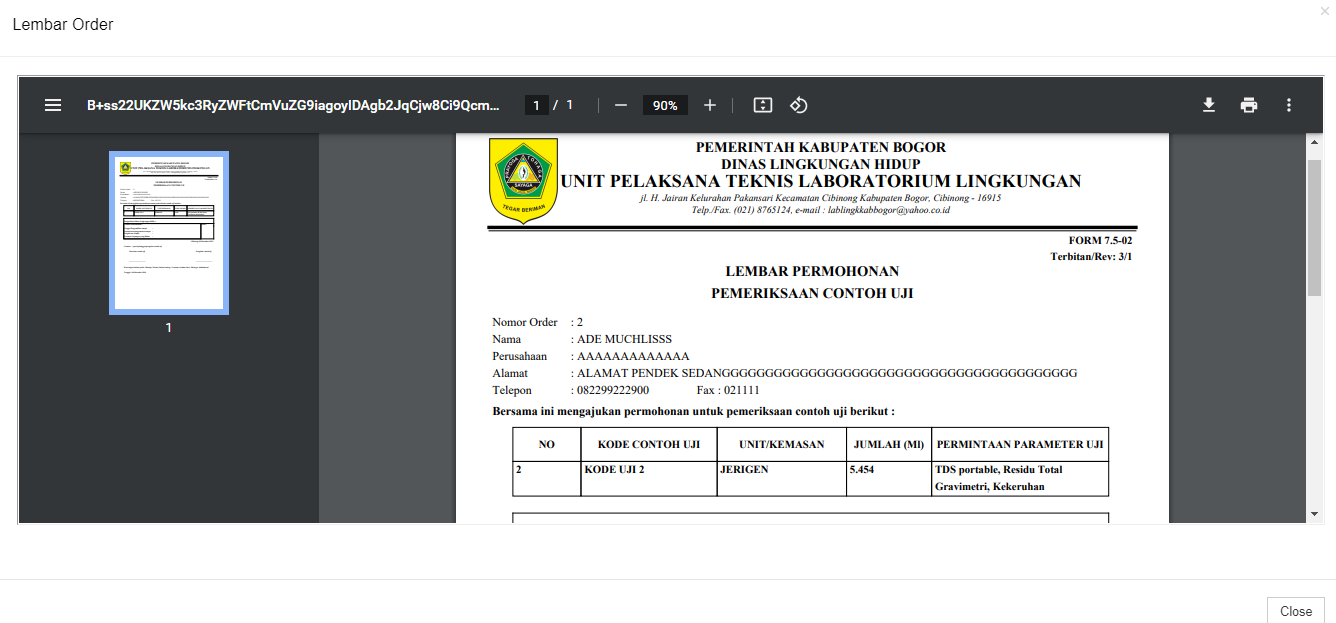 Lembar Order
×
B+ss22UKZW5kc3RyZWFtCmVuZG9iagoyIDAgb2JqCjw8Ci9Qcm...
1 / 1
90%
1
TEGAR BERIMAN
PEMERINTAH KABUPATEN BOGOR
DINAS LINGKUNGAN HIDUP
UNIT PELAKSANA TEKNIS LABORATORIUM LINGKUNGAN
jl. H. Jairan Kelurahan Pakansari Kecamatan Cibinong Kabupaten Bogor, Cibinong - 16915
Telp./Fax. (021) 8765124, e-mail : lablingkkabbogor@yahoo.co.id
FORM 7.5-02
Terbitan/Rev: 3/1
LEMBAR PERMOHONAN
PEMERIKSAAN CONTOH UJI
Nomor Order : 2
Nama : ADE MUCHLISSS
Perusahaan : AAAAAAAAAAAAA
Alamat : ALAMAT PENDEK SEDANGGGGGGGGGGGGGGGGGGGGGGGGGGGGGGGGGGGGGGGGG
Telepon : 082299222900 Fax : 021111
Bersama ini mengajukan permohonan untuk pemeriksaan contoh uji berikut :
NO KODE CONTOH UJI UNIT/KEMASAN JUMLAH (Ml) PERMINTAAN PARAMETER UJI
2 KODE UJI 2 JERIGEN 5.454 TDS portable, Residu Total
Gravimetri, Kekeruhan
Close